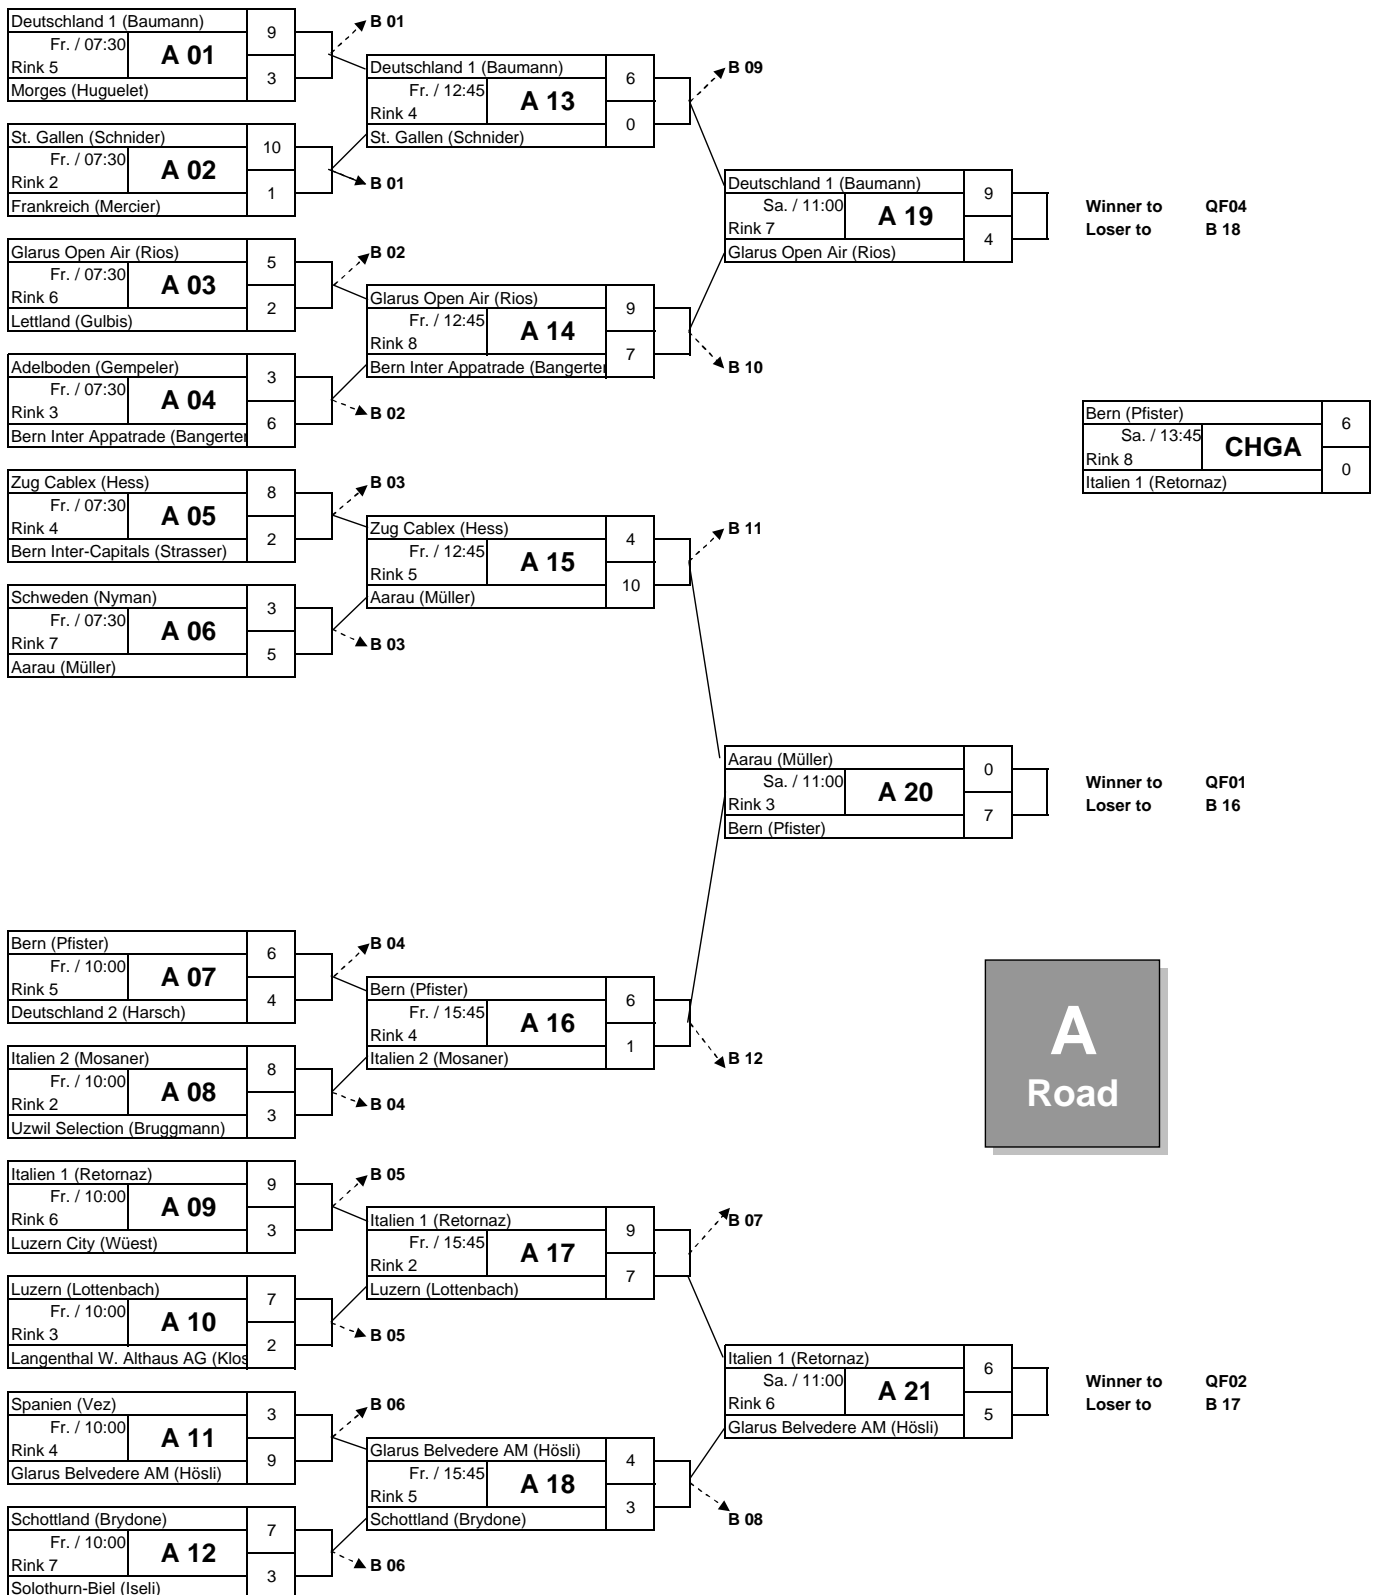 Deutschland 1 (Baumann)
9
Fr. / 07:30
A 01
Rink 5
3
Morges (Huguelet)
B 01
St. Gallen (Schnider)
10
Fr. / 07:30
A 02
Rink 2
1
Frankreich (Mercier)
B 01
Glarus Open Air (Rios)
5
Fr. / 07:30
A 03
Rink 6
2
Lettland (Gulbis)
B 02
Adelboden (Gempeler)
3
Fr. / 07:30
A 04
Rink 3
6
Bern Inter Appatrade (Bangerter
B 02
Zug Cablex (Hess)
8
Fr. / 07:30
A 05
Rink 4
2
Bern Inter-Capitals (Strasser)
B 03
Schweden (Nyman)
3
Fr. / 07:30
A 06
Rink 7
5
Aarau (Müller)
B 03
Bern (Pfister)
6
Fr. / 10:00
A 07
Rink 5
4
Deutschland 2 (Harsch)
B 04
Italien 2 (Mosaner)
8
Fr. / 10:00
A 08
Rink 2
3
Uzwil Selection (Bruggmann)
B 04
Italien 1 (Retornaz)
9
Fr. / 10:00
A 09
Rink 6
3
Luzern City (Wüest)
B 05
Luzern (Lottenbach)
7
Fr. / 10:00
A 10
Rink 3
2
Langenthal W. Althaus AG (Klos
B 05
Spanien (Vez)
3
Fr. / 10:00
A 11
Rink 4
9
Glarus Belvedere AM (Hösli)
B 06
Schottland (Brydone)
7
Fr. / 10:00
A 12
Rink 7
3
Solothurn-Biel (Iseli)
B 06
Deutschland 1 (Baumann)
6
Fr. / 12:45
A 13
Rink 4
0
St. Gallen (Schnider)
B 09
Glarus Open Air (Rios)
9
Fr. / 12:45
A 14
Rink 8
7
Bern Inter Appatrade (Bangerter
B 10
Zug Cablex (Hess)
4
Fr. / 12:45
A 15
Rink 5
10
Aarau (Müller)
B 11
Bern (Pfister)
6
Fr. / 15:45
A 16
Rink 4
1
Italien 2 (Mosaner)
B 12
Italien 1 (Retornaz)
9
Fr. / 15:45
A 17
Rink 2
7
Luzern (Lottenbach)
B 07
Glarus Belvedere AM (Hösli)
4
Fr. / 15:45
A 18
Rink 5
3
Schottland (Brydone)
B 08
Deutschland 1 (Baumann)
9
Sa. / 11:00
A 19
Rink 7
4
Glarus Open Air (Rios)
Winner to QF04
Loser to B 18
Aarau (Müller)
0
Sa. / 11:00
A 20
Rink 3
7
Bern (Pfister)
Winner to QF01
Loser to B 16
Italien 1 (Retornaz)
6
Sa. / 11:00
A 21
Rink 6
5
Glarus Belvedere AM (Hösli)
Winner to QF02
Loser to B 17
Bern (Pfister)
6
Sa. / 13:45
CHGA
Rink 8
0
Italien 1 (Retornaz)
A
Road